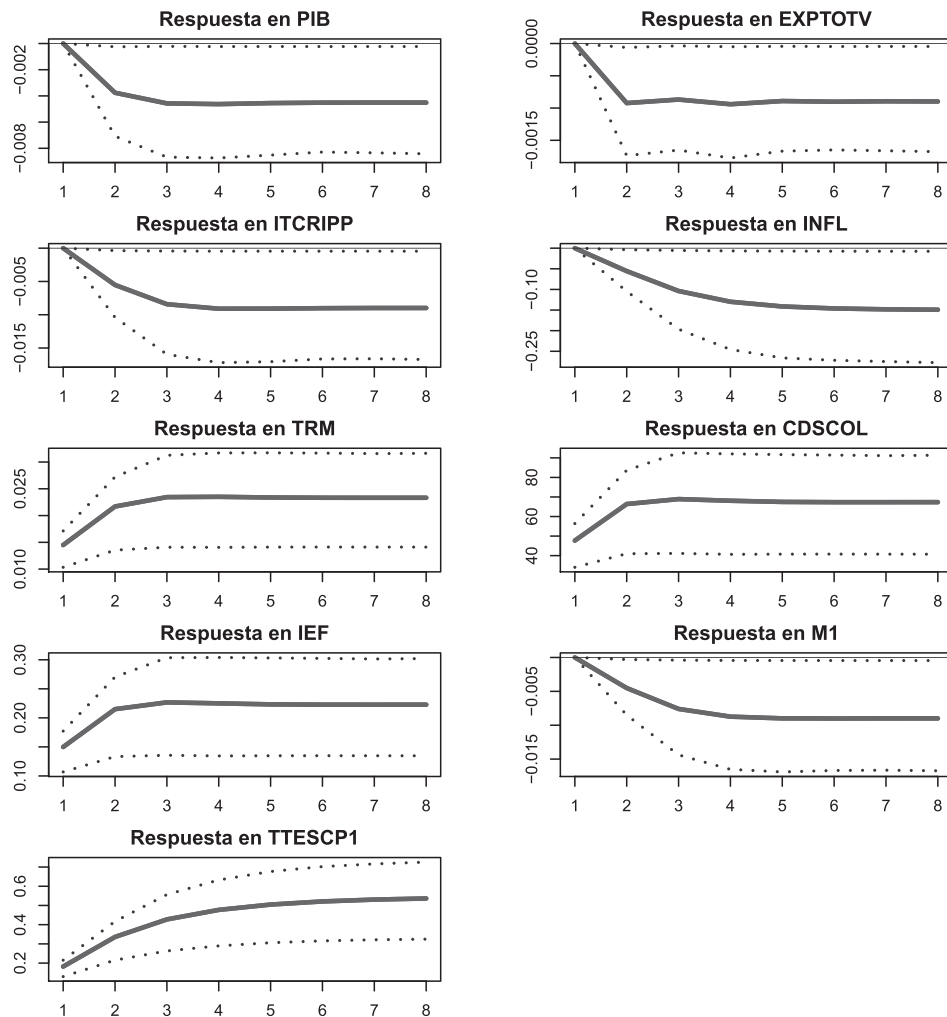 Respuesta en PIB
-0.002
-0.008
1 2 3 4 5 6 7 8
Respuesta en EXPTOTV
0.0000
-0.0015
1 2 3 4 5 6 7 8
Respuesta en ITCRIPP
-0.005
-0.015
1 2 3 4 5 6 7 8
Respuesta en INFL
-0.10
-0.25
1 2 3 4 5 6 7 8
Respuesta en TRM
0.025
0.010
1 2 3 4 5 6 7 8
Respuesta en CDSCOL
80
60
40
1 2 3 4 5 6 7 8
Respuesta en IEF
0.30
0.20
0.10
1 2 3 4 5 6 7 8
Respuesta en M1
-0.005
-0.015
1 2 3 4 5 6 7 8
Respuesta en TTESCP1
0.6
0.4
0.2
1 2 3 4 5 6 7 8